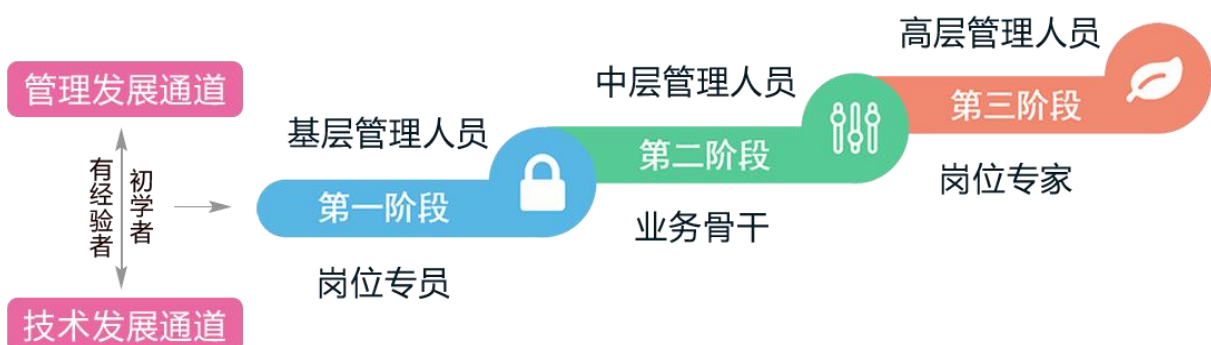 高层管理人员
管理发展通道
中层管理人员
第三阶段
基层管理人员
第二阶段
有经验者
初学者
岗位专家
第一阶段
业务骨干
岗位专员
技术发展通道